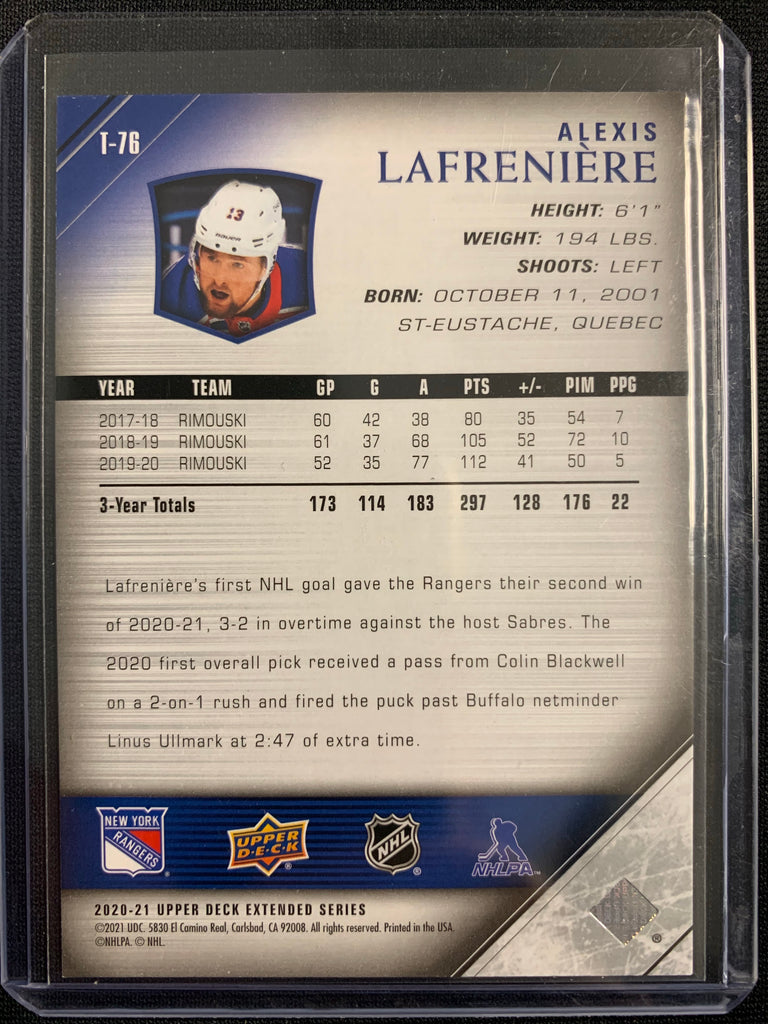 T-76
ALEXIS
LAFRENIÈRE
HEIGHT: 6'1"
WEIGHT: 194 LBS.
SHOOTS: LEFT
BORN: OCTOBER 11, 2001
ST-EUSTACHE, QUEBEC
13
BAUER
YEAR TEAM GP G A PTS +/- PIM PPG
2017-18 RIMOUSKI 60 42 38 80 35 54 7
2018-19 RIMOUSKI 61 37 68 105 52 72 10
2019-20 RIMOUSKI 52 35 77 112 41 50 5
3-Year Totals 173 114 183 297 128 176 22
Lafrenière's first NHL goal gave the Rangers their second win
of 2020-21, 3-2 in overtime against the host Sabres. The
2020 first overall pick received a pass from Colin Blackwell
on a 2-on-1 rush and fired the puck past Buffalo netminder
Linus Ullmark at 2:47 of extra time.
NEW YORK
RANGERS
UPPER
D·E·C·K
NHL
NHLPA
2020-21 UPPER DECK EXTENDED SERIES
©2021 UDC. 5830 El Camino Real, Carlsbad, CA 92008. All rights reserved. Printed in the USA.
©NHLPA. © NHL.